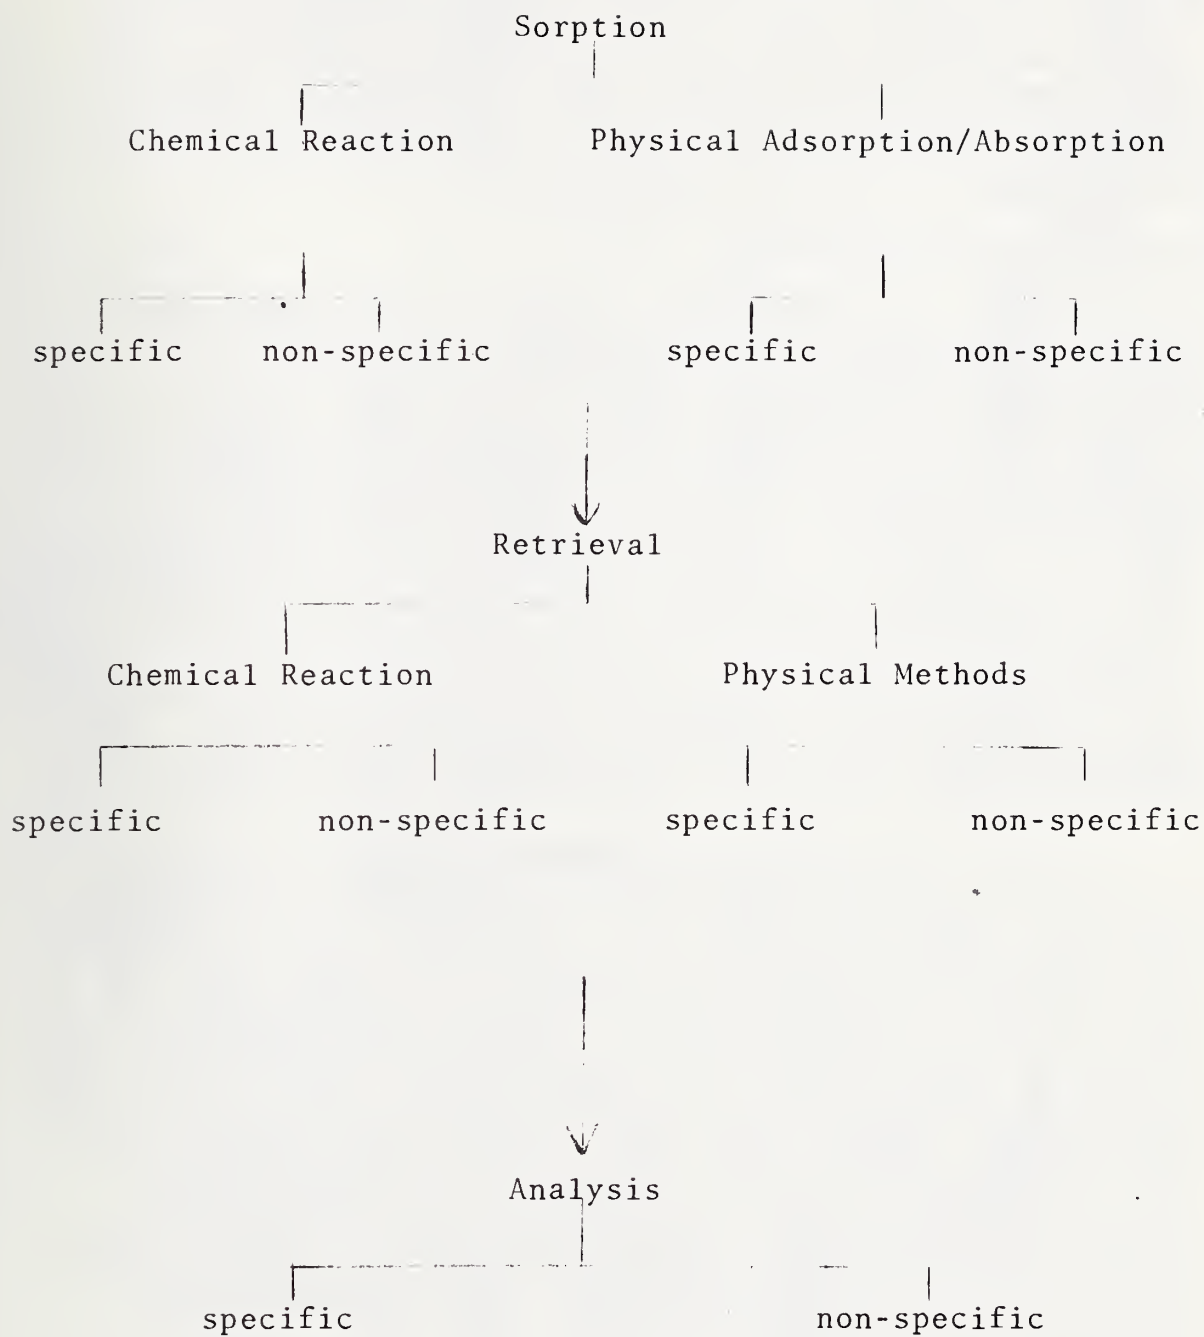 Sorption
Chemical Reaction Physical Adsorption/Absorption
specific non-specific specific non-specific
Retrieval
Chemical Reaction Physical Methods
specific non-specific specific non-specific
Analysis
specific non-specific